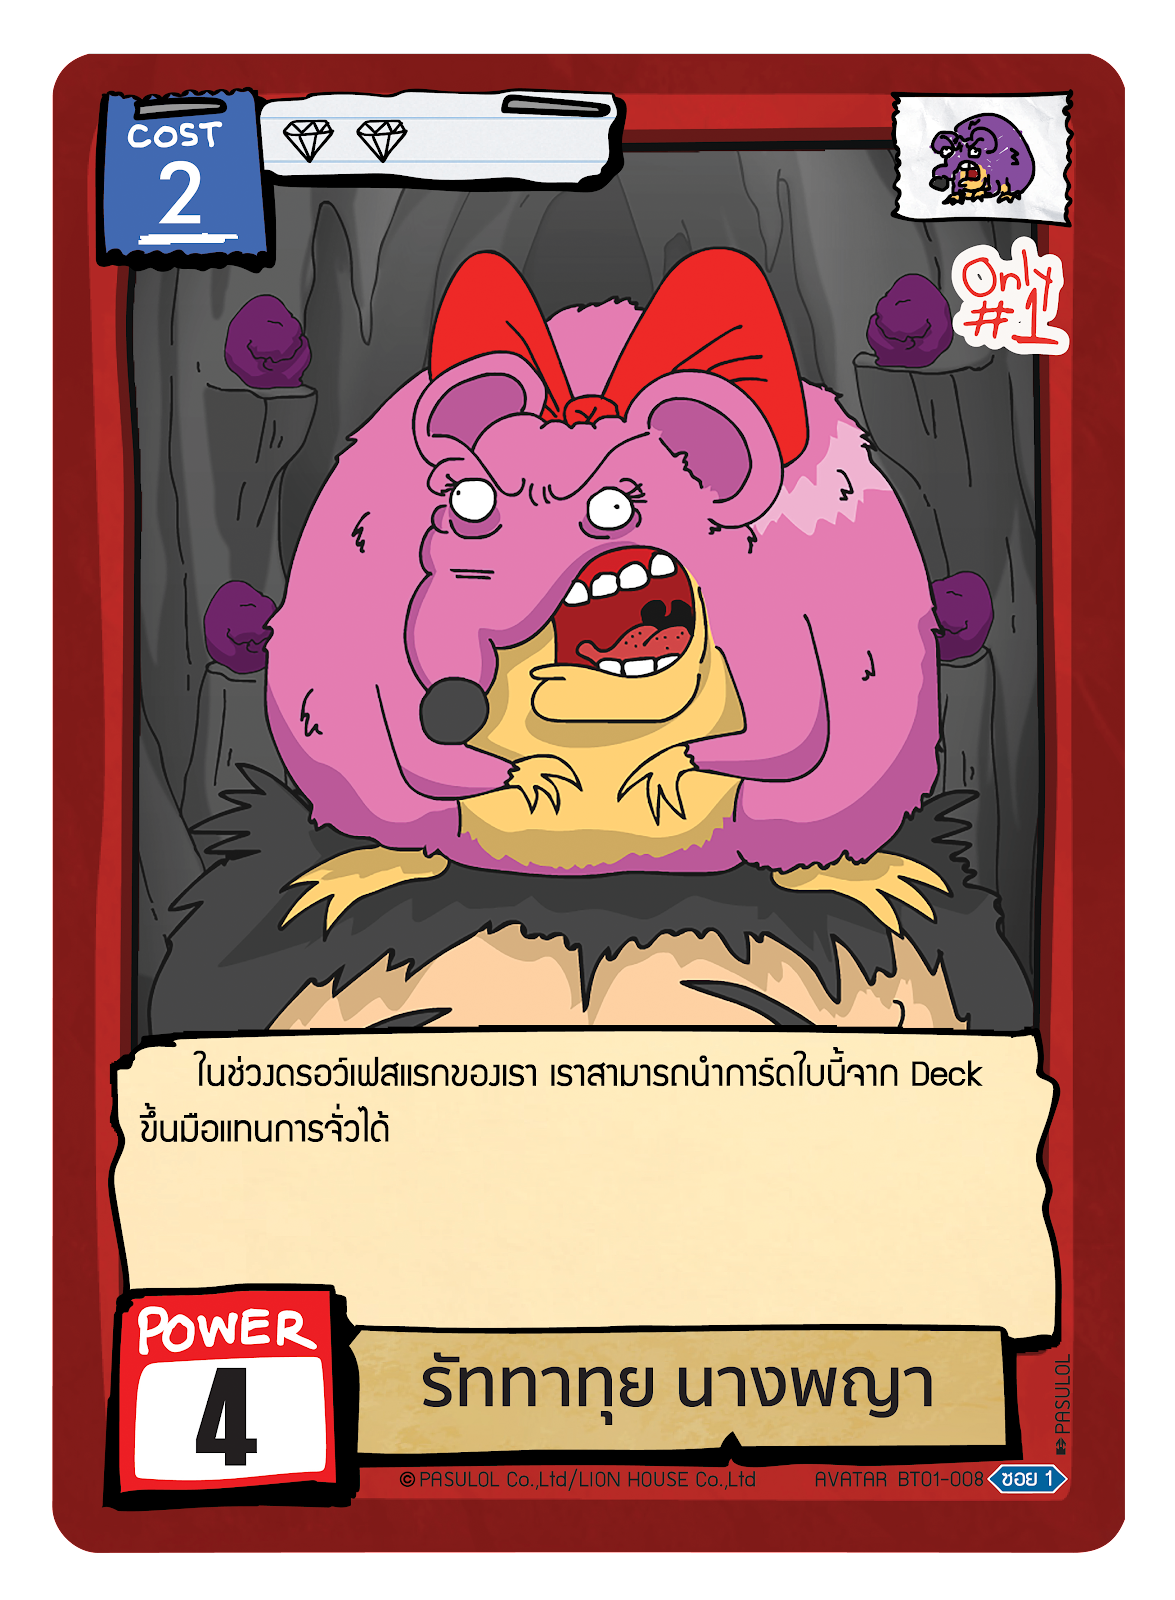 COST
2
Only
#1
ในช่วงดรอว์เฟสแรกของเรา เราสามารถนำการ์ดใบนี้จาก Deck
ขึ้นมือแทนการจั่วได้
POWER
4
รัททาทุย นางพญา
PASULOL
© PASULOL Co.,Ltd/LION HOUSE Co.,Ltd
AVATAR BT01-008
ซอย 1